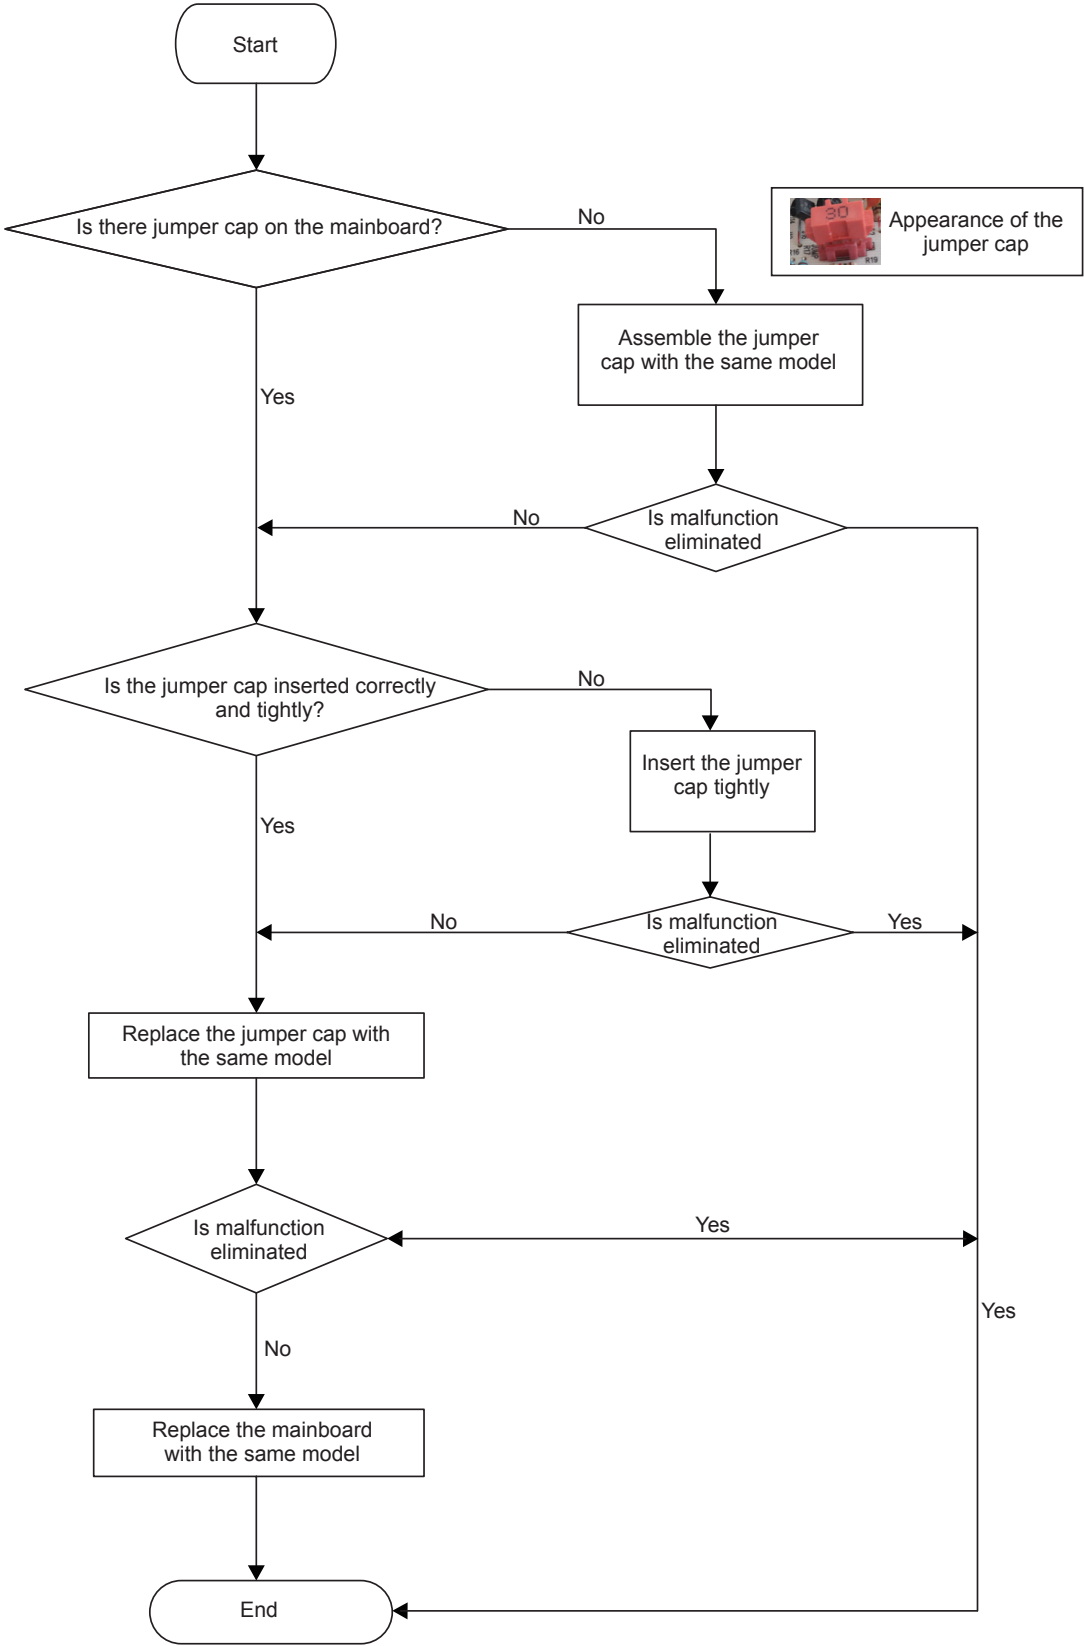 Start
Is there jumper cap on the mainboard?
No
30
Appearance of the
jumper cap
Assemble the jumper
cap with the same model
Yes
No
Is malfunction
eliminated
Is the jumper cap inserted correctly
and tightly?
No
Insert the jumper
cap tightly
Yes
No
Is malfunction
eliminated
Yes
Replace the jumper cap with
the same model
Is malfunction
eliminated
Yes
Yes
No
Replace the mainboard
with the same model
End